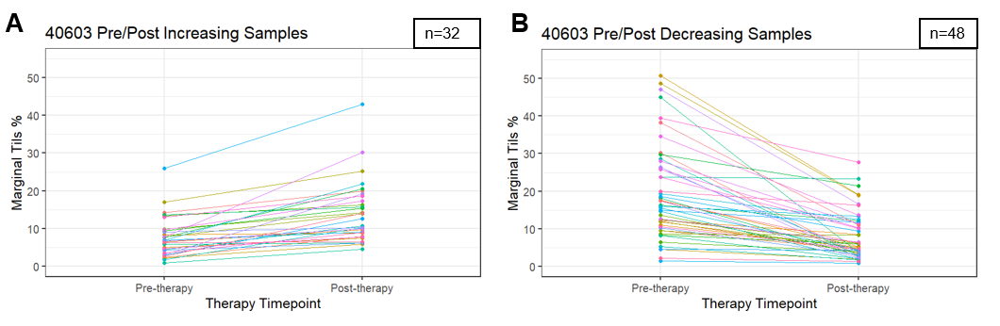 A
40603 Pre/Post Increasing Samples
n=32
Marginal Tils %
50
40
30
20
10
0
Pre-therapy
Post-therapy
Therapy Timepoint
B
40603 Pre/Post Decreasing Samples
n=48
Marginal Tils %
50
40
30
20
10
0
Pre-therapy
Post-therapy
Therapy Timepoint